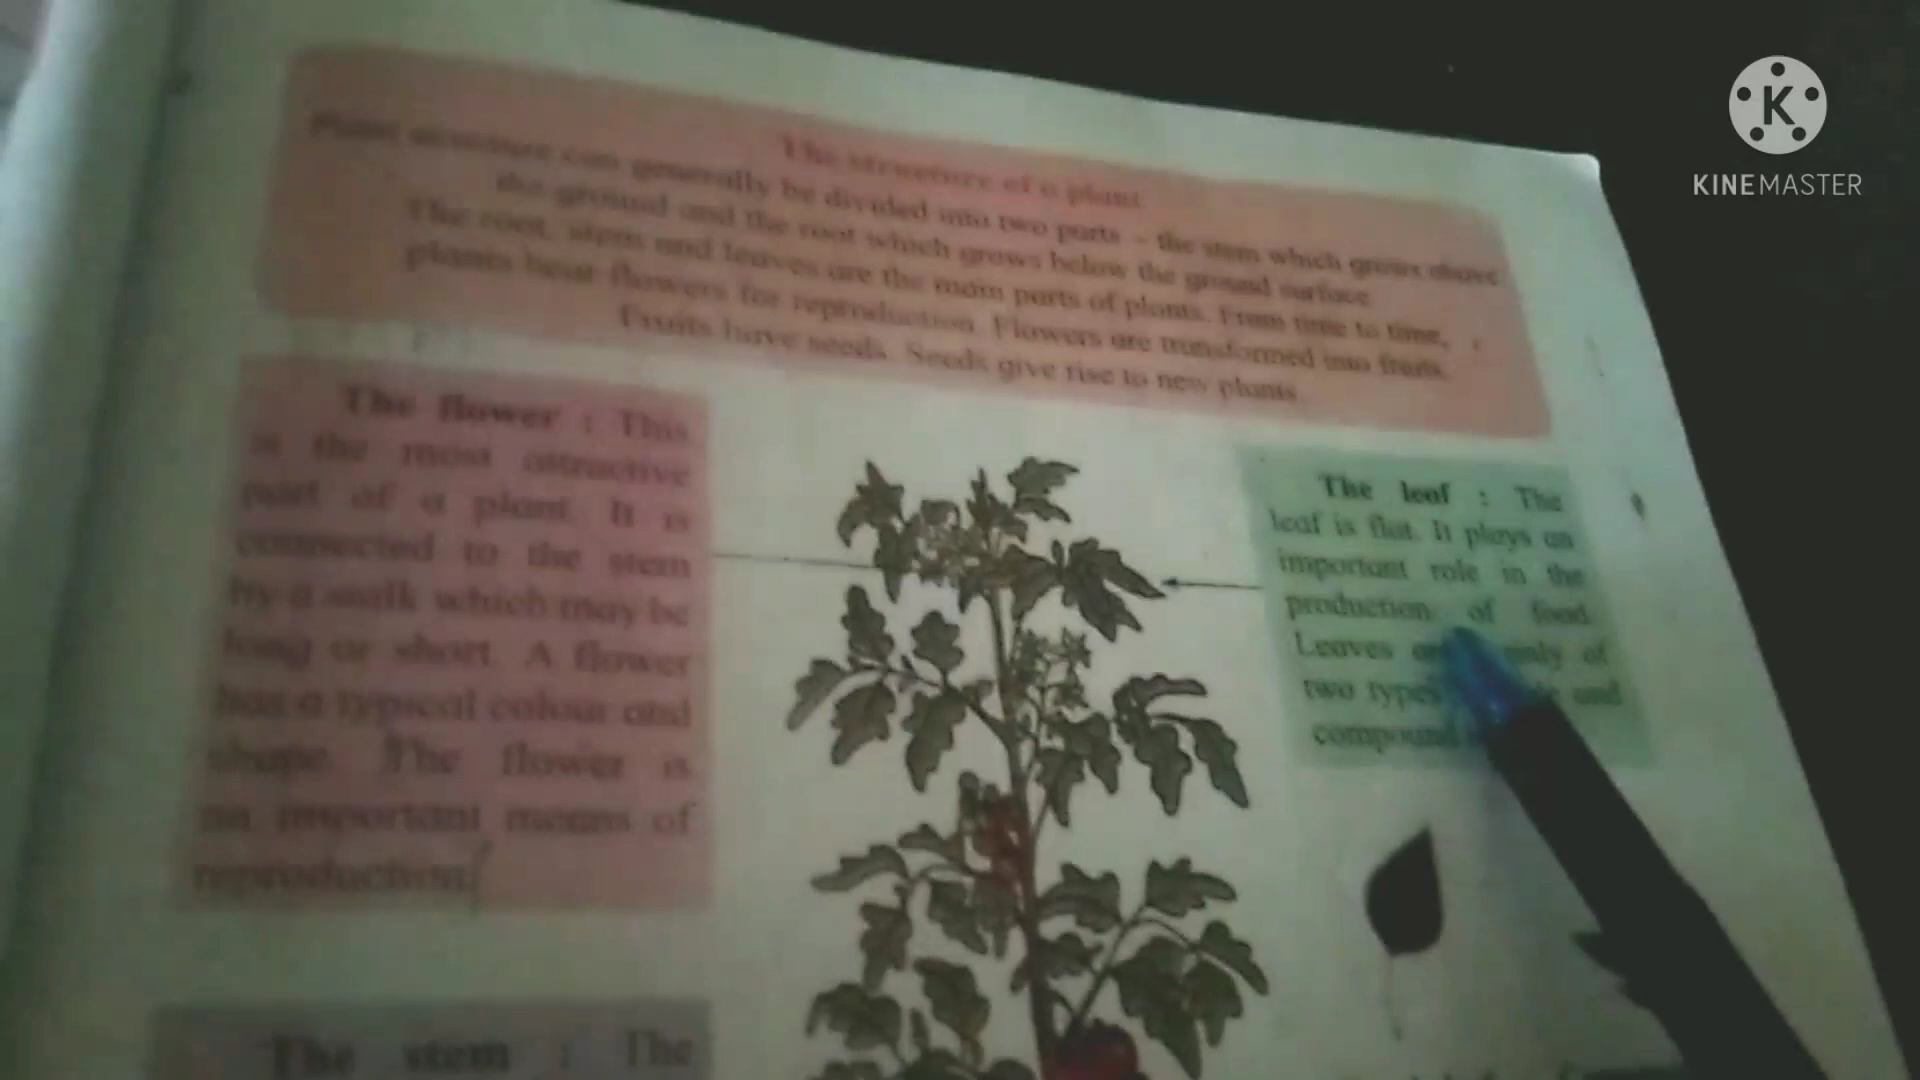 The structure of a plant
Plant structure can generally be divided into two parts – the stem which grows above
the ground and the root which grows below the ground surface.
The root, stem and leaves are the main parts of plants. From time to time,
plants bear flowers for reproduction. Flowers are transformed into fruits.
Fruits have seeds. Seeds give rise to new plants.
The flower : This
is the most attractive
part of a plant. It is
connected to the stem
by a stalk which may be
long or short. A flower
has a typical colour and
shape. The flower is
an important means of
reproduction.
The stem : The
The leaf : The
leaf is flat. It plays an
important role in the
production of food.
Leaves of
two types and
compound
KINEMASTER